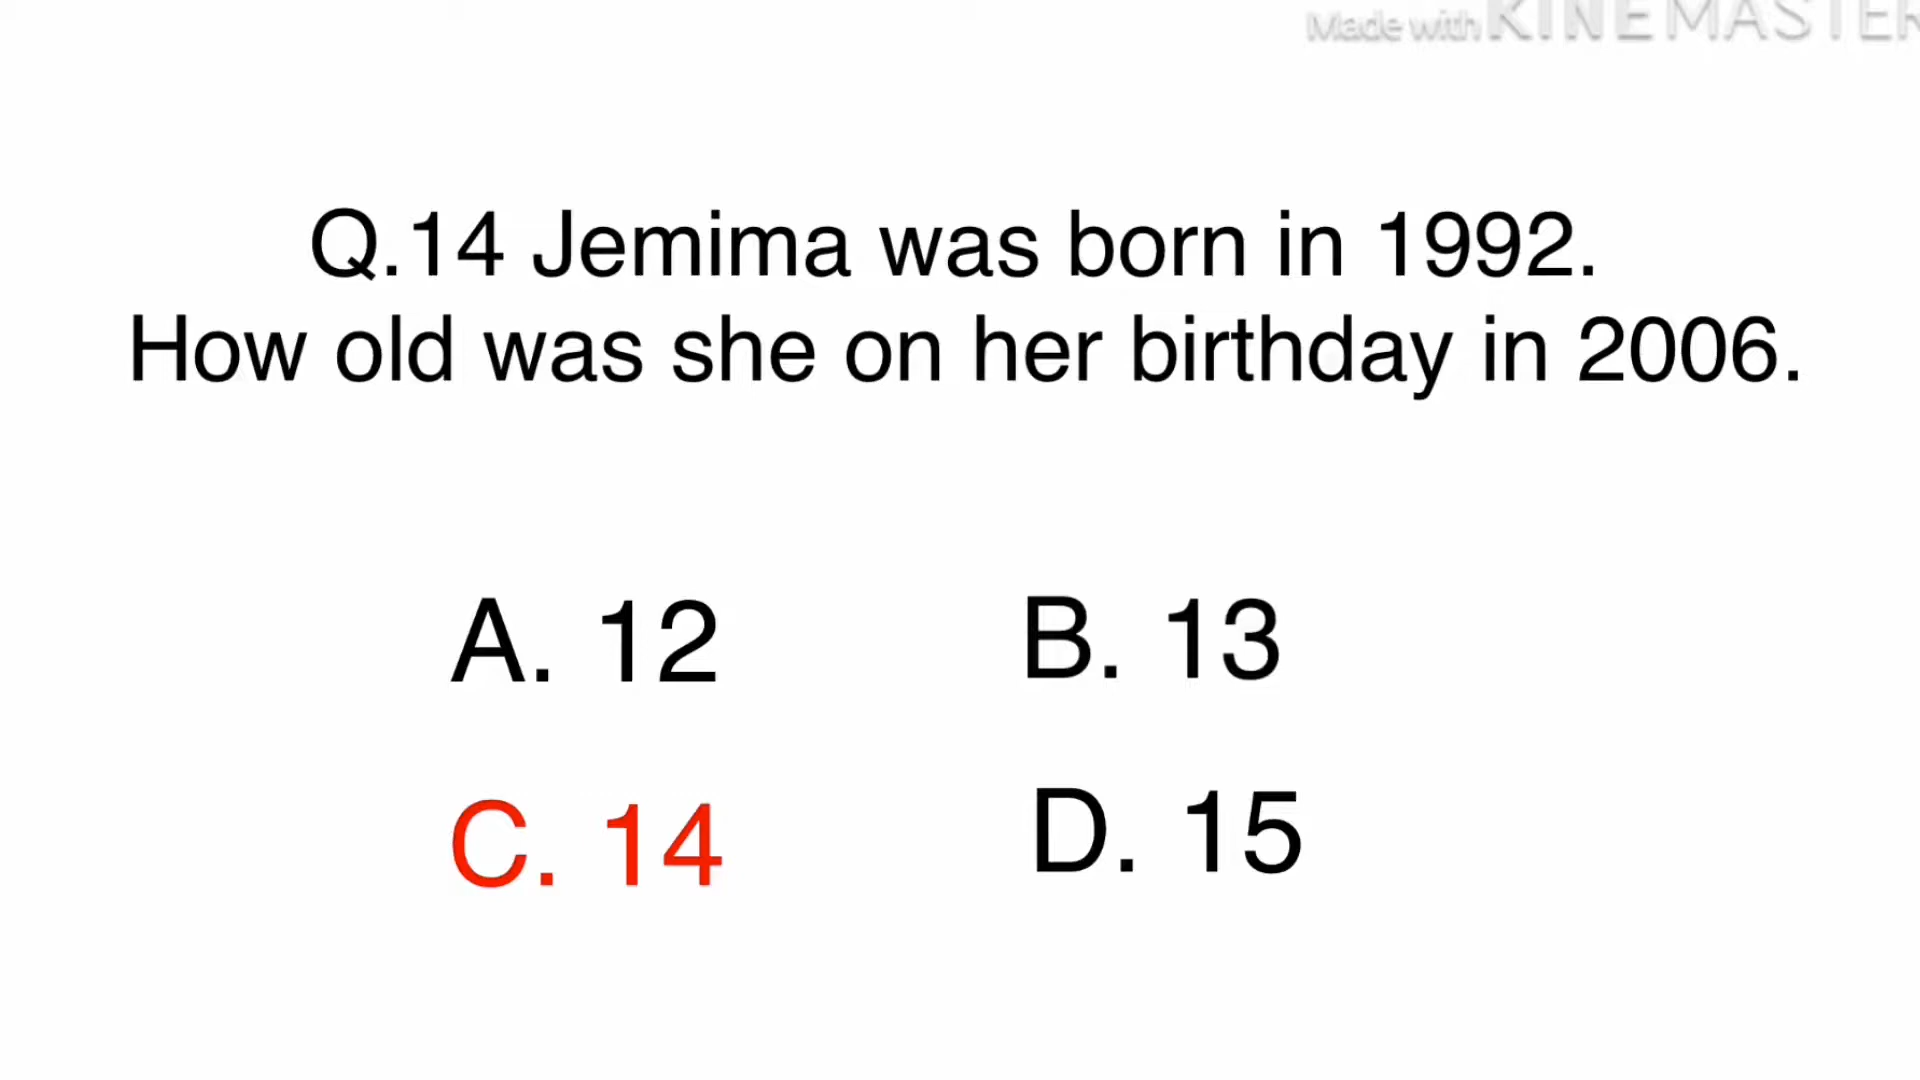 Made with KINEMASTER
Q.14 Jemima was born in 1992.
How old was she on her birthday in 2006.
A. 12 B. 13
C. 14 D. 15